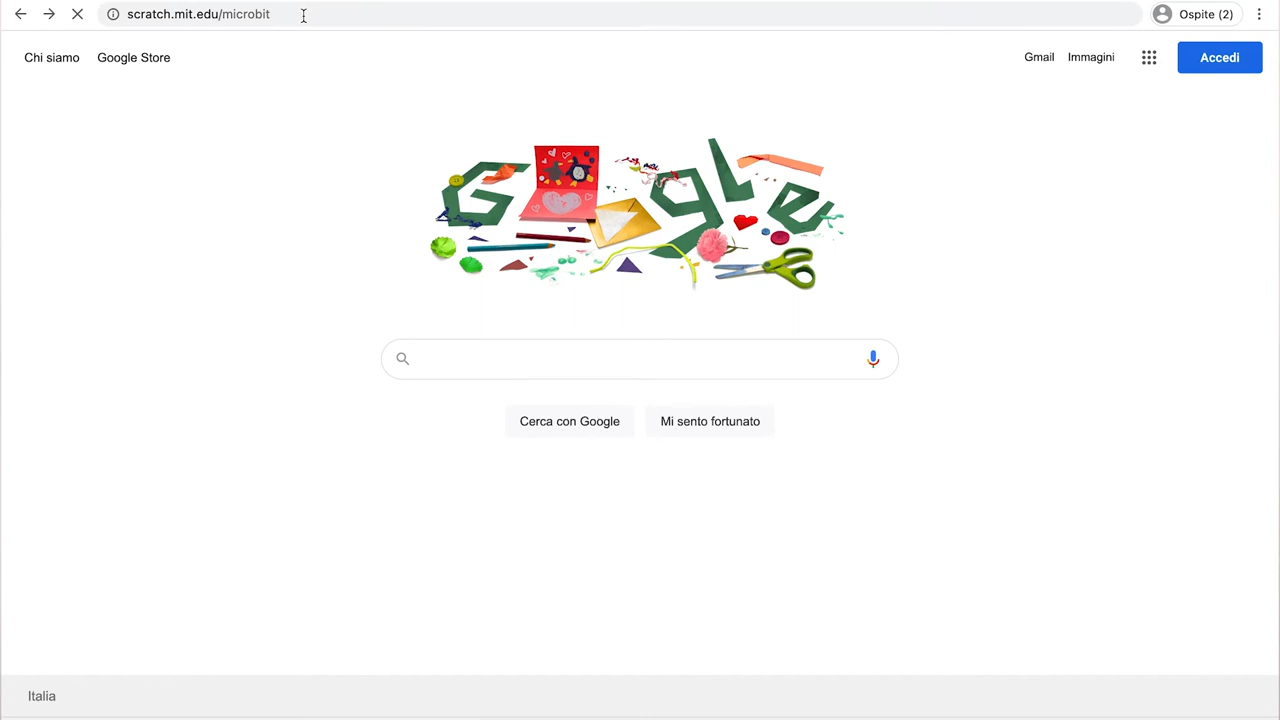 scratch.mit.edu/microbit
Ospite (2)
Chi siamo
Google Store
Gmail
Immagini
Accedi
Google
Cerca con Google
Mi sento fortunato
Italia